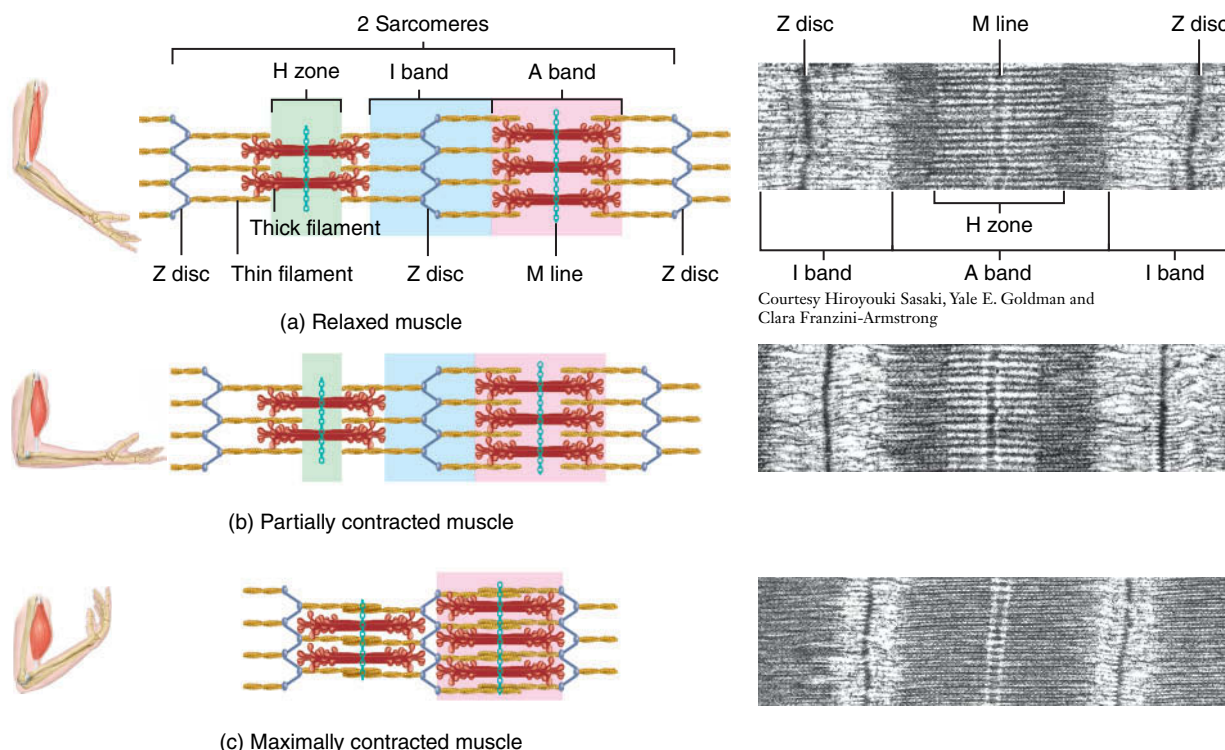 2 Sarcomeres
H zone
I band
A band
Thick filament
Z disc
Thin filament
Z disc
M line
Z disc
(a) Relaxed muscle
Z disc
M line
Z disc
H zone
I band
A band
I band
Courtesy Hiroyouki Sasaki, Yale E. Goldman and
Clara Franzini-Armstrong
(b) Partially contracted muscle
(c) Maximally contracted muscle